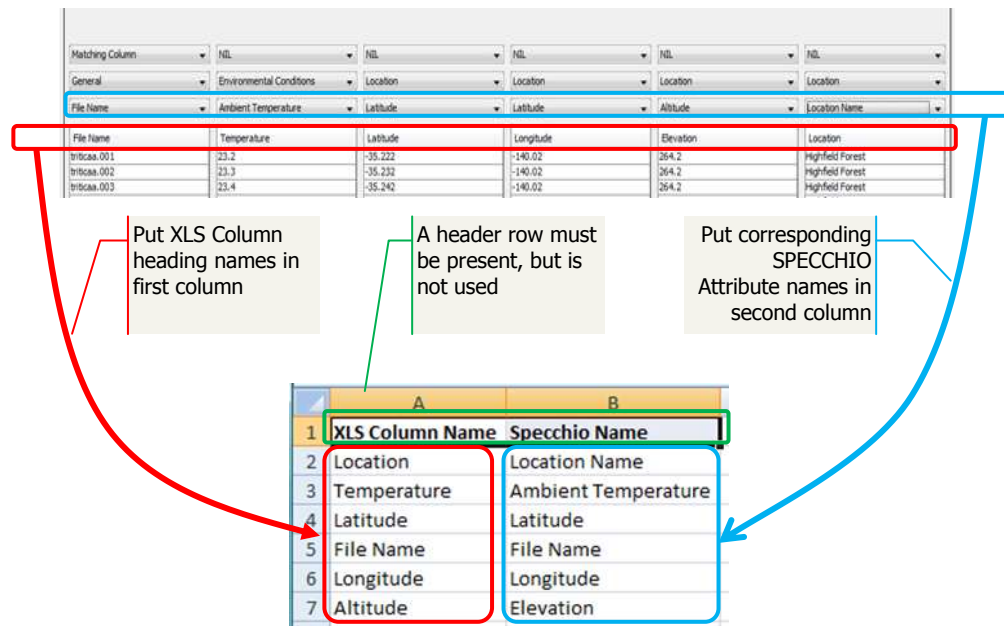 Matching Column NIL NIL NIL NIL NIL
General Environmental Conditions Location Location Location Location
File Name Ambient Temperature Latitude Latitude Altitude Location Name
File Name Temperature Latitude Longitude Elevation Location
triticaa.001 23.2 -35.222 -140.02 264.2 Highfield Forest
triticaa.002 23.3 -35.232 -140.02 264.2 Highfield Forest
triticaa.003 23.4 -35.242 -140.02 264.2 Highfield Forest
Put XLS Column
heading names in
first column
A header row must
be present, but is
not used
Put corresponding
SPECCHIO
Attribute names in
second column
A B
1 XLS Column Name Specchio Name
2 Location Location Name
3 Temperature Ambient Temperature
4 Latitude Latitude
5 File Name File Name
6 Longitude Longitude
7 Altitude Elevation